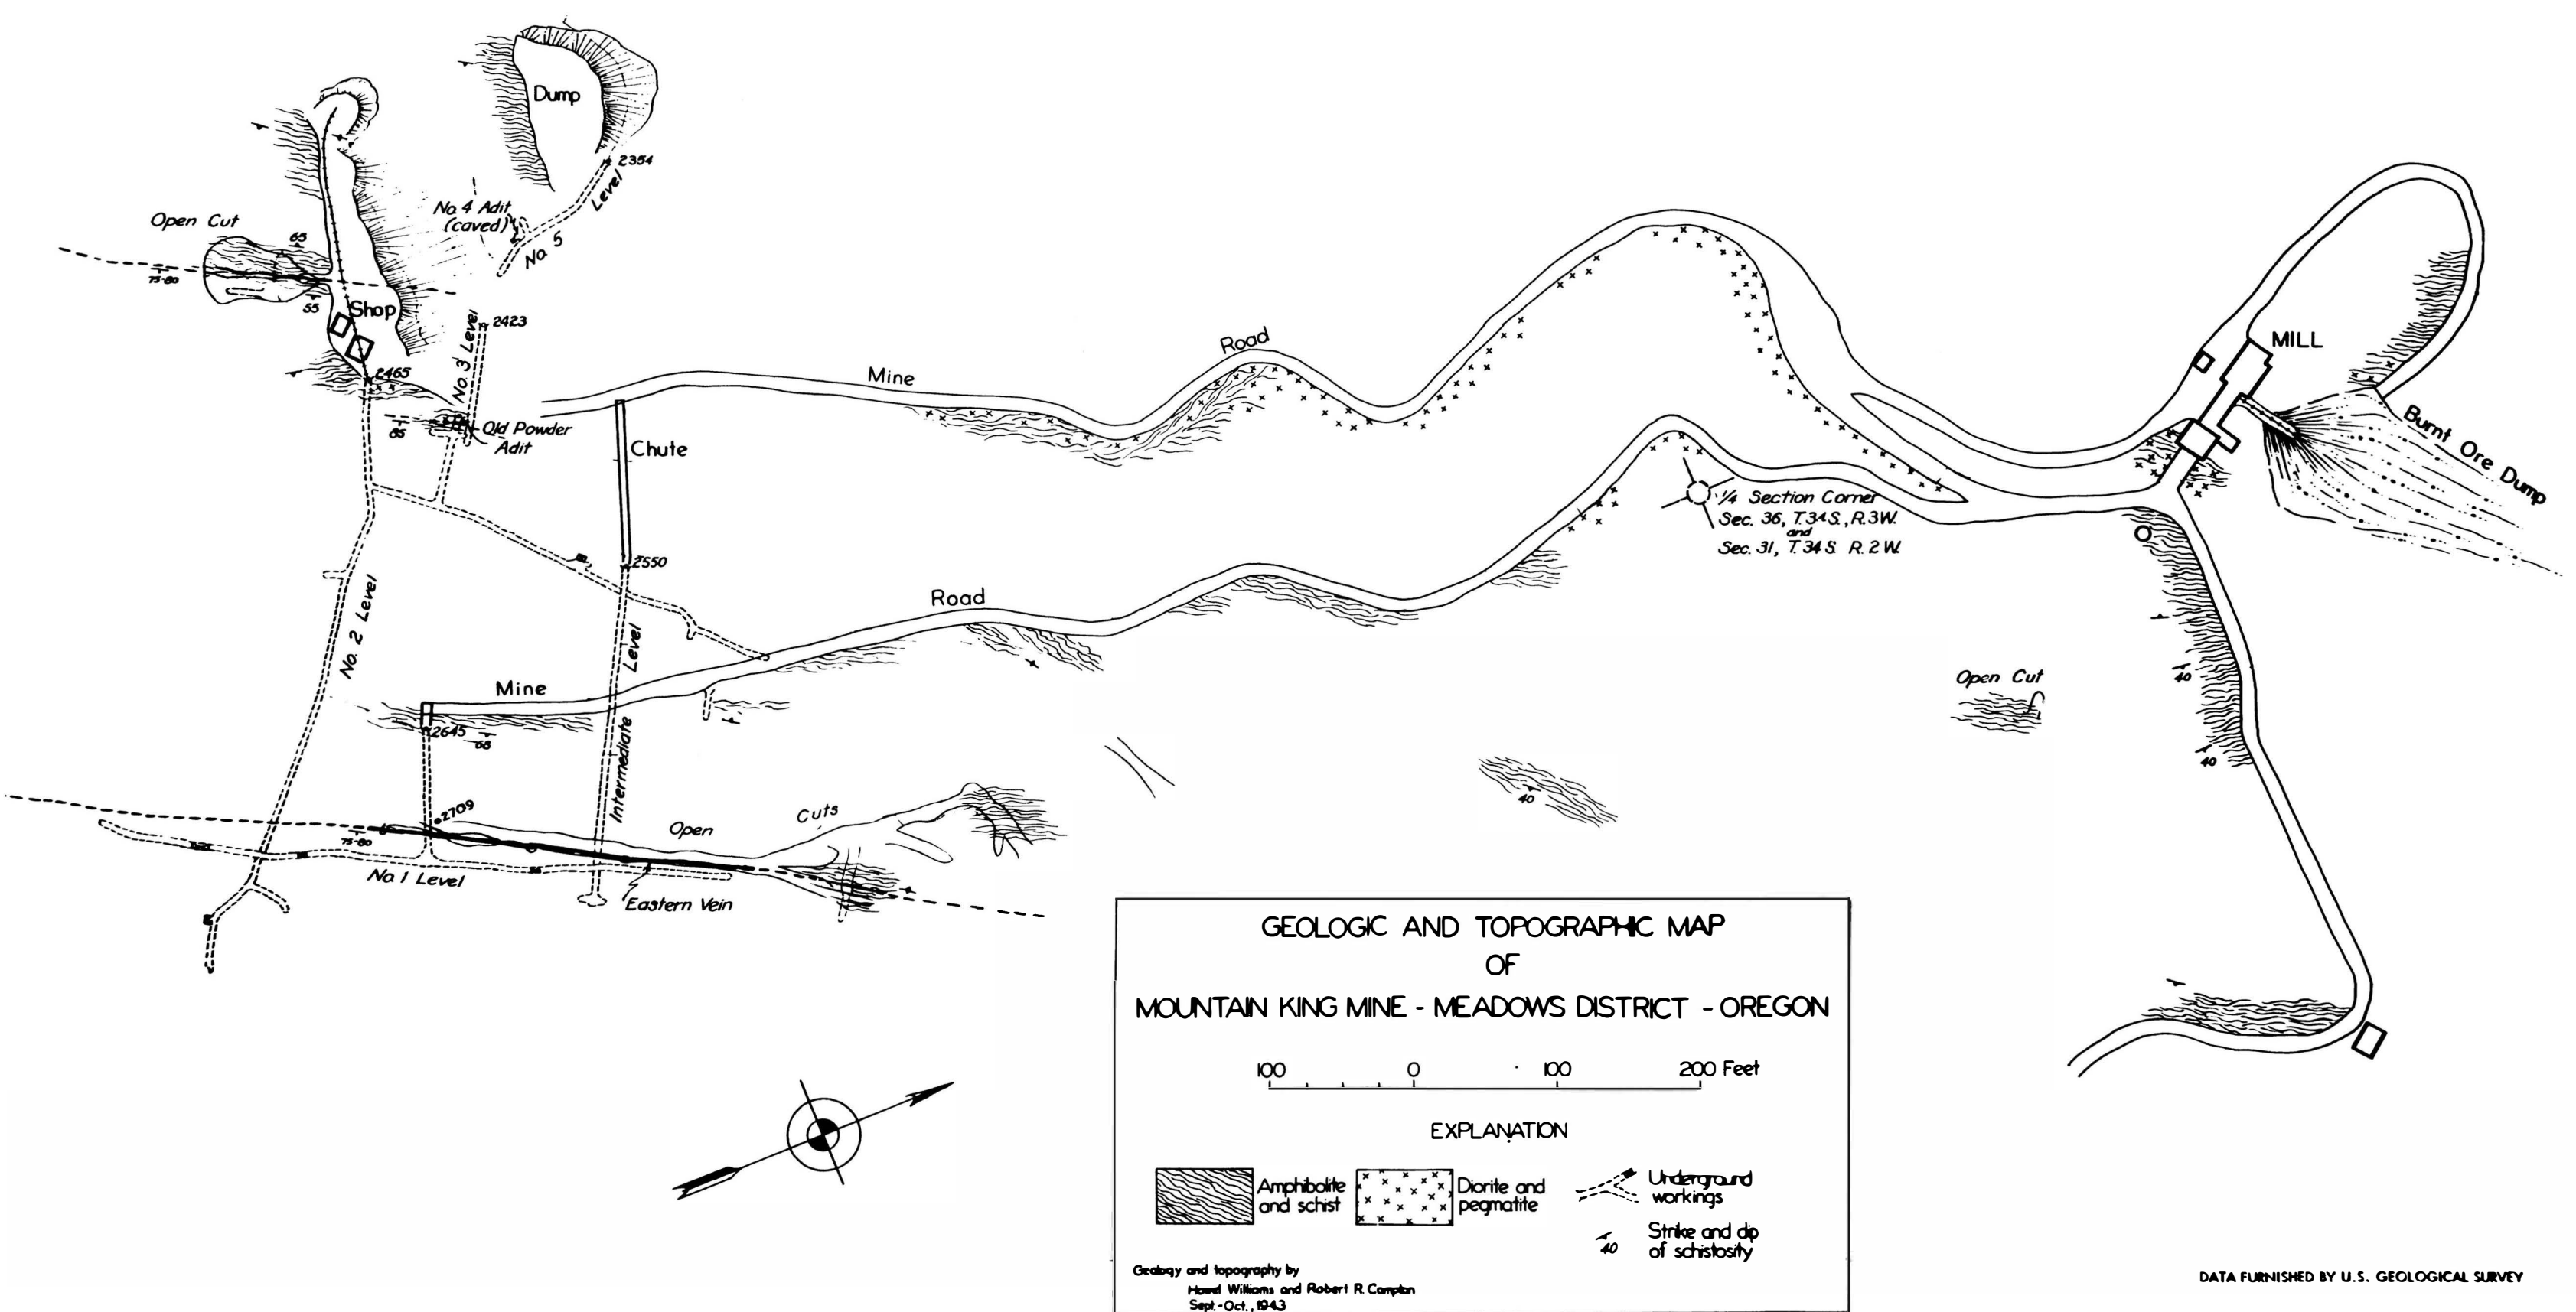 Dump
2354
Level
No. 5
No. 4 Adit
(caved)
Open Cut
65
75-80
55
Shop
No. 3 Level
2423
2465
85
Old Powder
Adit
Mine
Road
Chute
MILL
Burnt Ore Dump
1/4 Section Corner
Sec. 36, T.34S., R.3W.
and
Sec. 31, T.34S. R.2W.
2550
No. 2 Level
Mine
Road
Intermediate Level
40
Open Cut
40
2645
65
40
2709
75-80
Open Cuts
No. 1 Level
Eastern Vein
GEOLOGIC AND TOPOGRAPHIC MAP
OF
MOUNTAIN KING MINE - MEADOWS DISTRICT - OREGON
100 0 100 200 Feet
EXPLANATION
Amphibolite
and schist
Diorite and
pegmatite
Underground
workings
40
Strike and dip
of schistosity
Geology and topography by
Howel Williams and Robert R. Compton
Sept.-Oct., 1943
DATA FURNISHED BY U.S. GEOLOGICAL SURVEY